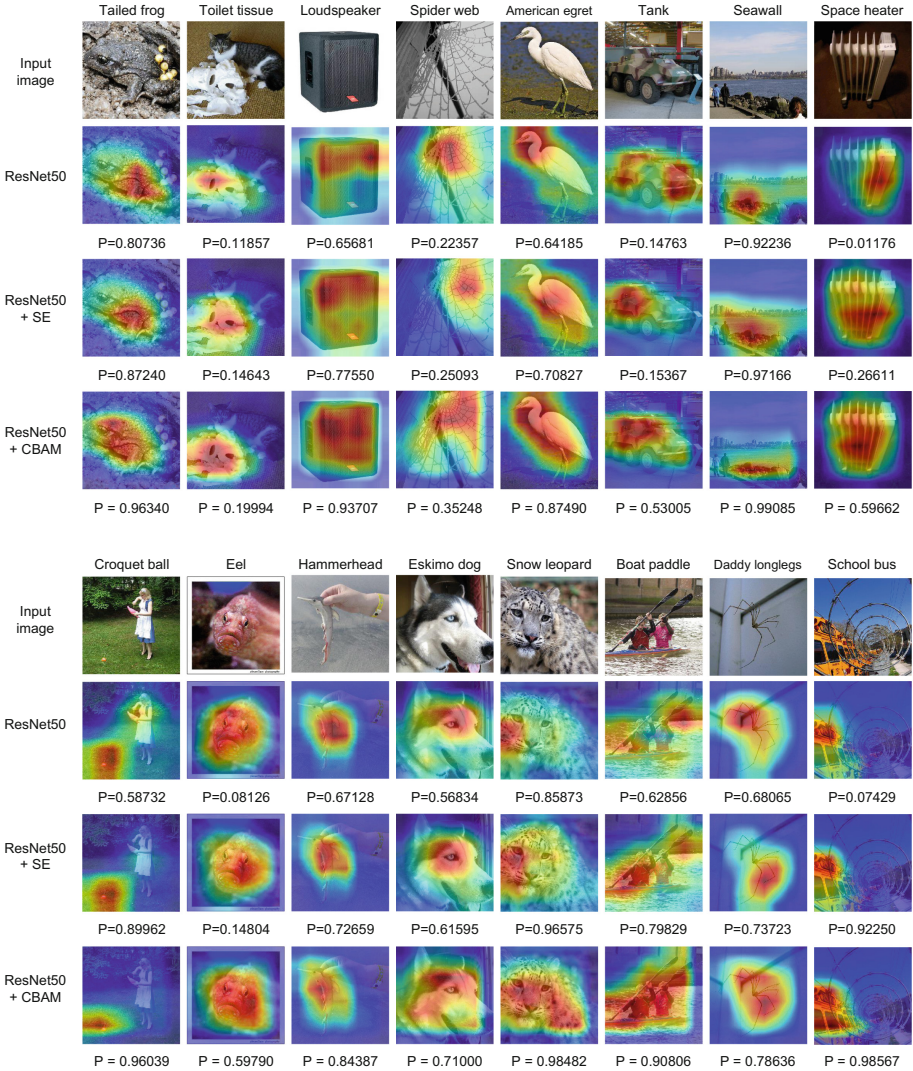 Tailed frog Toilet tissue Loudspeaker Spider web American egret Tank Seawall Space heater
Input
image
ResNet50
P=0.80736 P=0.11857 P=0.65681 P=0.22357 P=0.64185 P=0.14763 P=0.92236 P=0.01176
ResNet50
+ SE
P=0.87240 P=0.14643 P=0.77550 P=0.25093 P=0.70827 P=0.15367 P=0.97166 P=0.26611
ResNet50
+ CBAM
P = 0.96340 P = 0.19994 P = 0.93707 P = 0.35248 P = 0.87490 P = 0.53005 P = 0.99085 P = 0.59662
Croquet ball Eel Hammerhead Eskimo dog Snow leopard Boat paddle Daddy longlegs School bus
Input
image
ResNet50
P=0.58732 P=0.08126 P=0.67128 P=0.56834 P=0.85873 P=0.62856 P=0.68065 P=0.07429
ResNet50
+ SE
P=0.89962 P=0.14804 P=0.72659 P=0.61595 P=0.96575 P=0.79829 P=0.73723 P=0.92250
ResNet50
+ CBAM
P = 0.96039 P = 0.59790 P = 0.84387 P = 0.71000 P = 0.98482 P = 0.90806 P = 0.78636 P = 0.98567